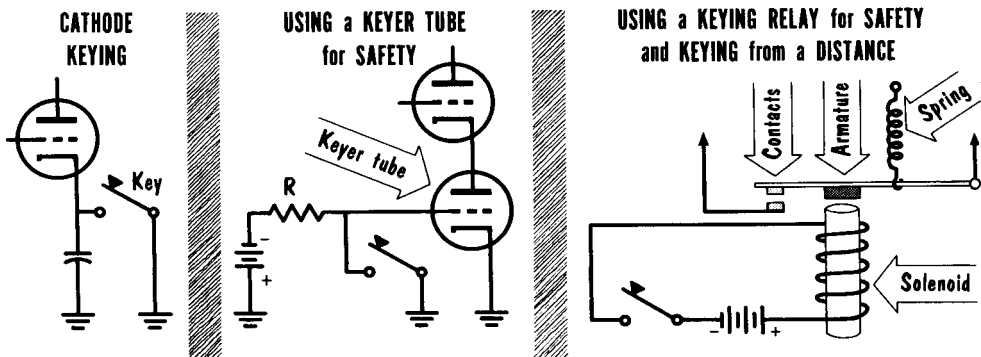 CATHODE
KEYING
Key
USING a KEYER TUBE
for SAFETY
Keyer tube
R
-
+
USING a KEYING RELAY for SAFETY
and KEYING from a DISTANCE
Contacts
Armature
Spring
Solenoid
- +